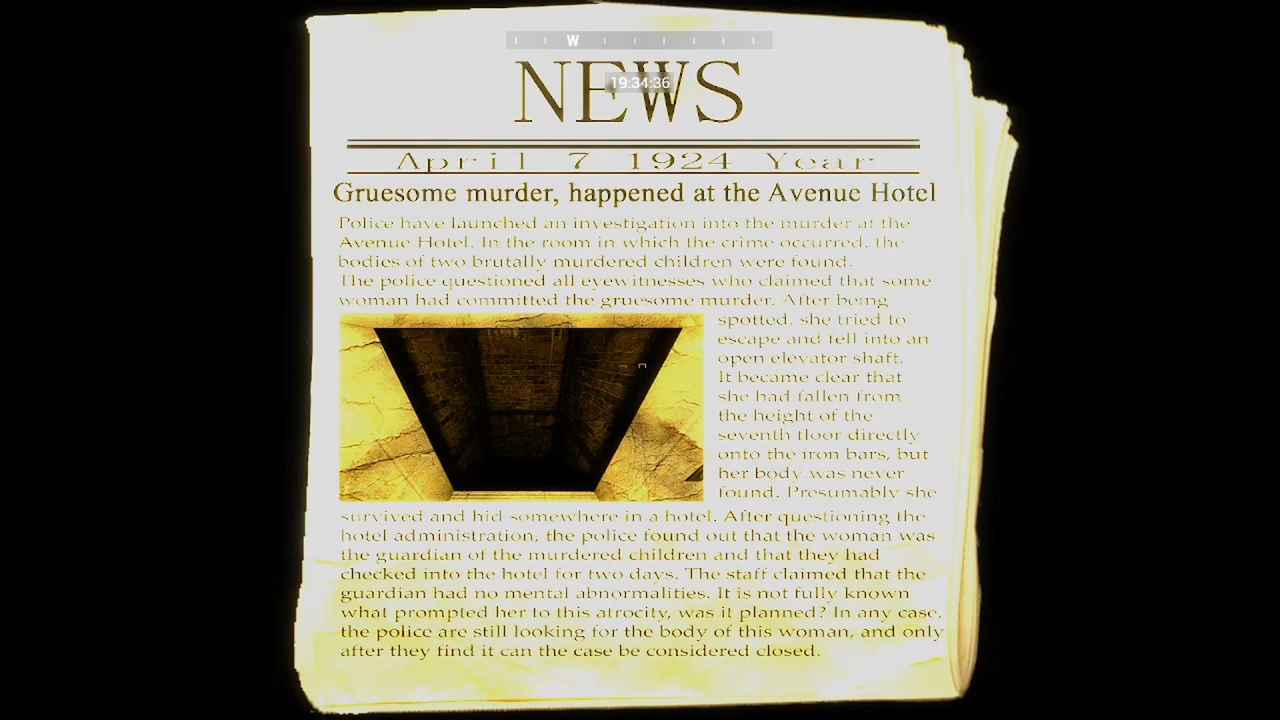 W
NEWS
19:34:36
April 7 1924 Year
Gruesome murder, happened at the Avenue Hotel
Police have launched an investigation into the murder at the
Avenue Hotel. In the room in which the crime occurred, the
bodies of two brutally murdered children were found.
The police questioned all eyewitnesses who claimed that some
woman had committed the gruesome murder. After being
spotted, she tried to
escape and fell into an
open elevator shaft.
It became clear that
she had fallen from
the height of the
seventh floor directly
onto the iron bars, but
her body was never
found. Presumably she
survived and hid somewhere in a hotel. After questioning the
hotel administration, the police found out that the woman was
the guardian of the murdered children and that they had
checked into the hotel for two days. The staff claimed that the
guardian had no mental abnormalities. It is not fully known
what prompted her to this atrocity, was it planned? In any case,
the police are still looking for the body of this woman, and only
after they find it can the case be considered closed.